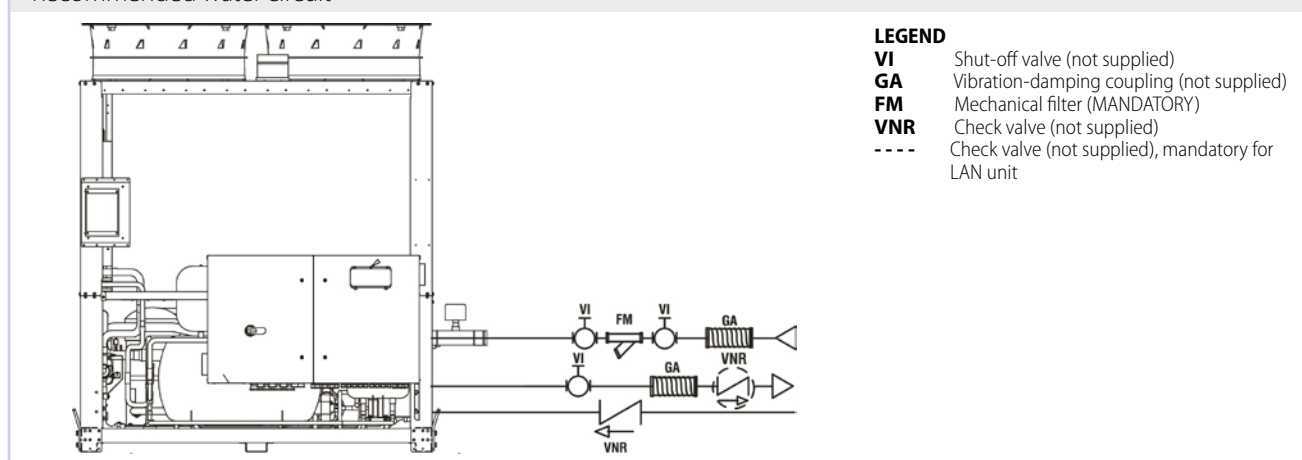 LEGEND
VI Shut-off valve (not supplied)
GA Vibration-damping coupling (not supplied)
FM Mechanical filter (MANDATORY)
VNR Check valve (not supplied)
- - - - Check valve (not supplied), mandatory for
LAN unit
VI FM VI GA
VI GA VNR
VNR